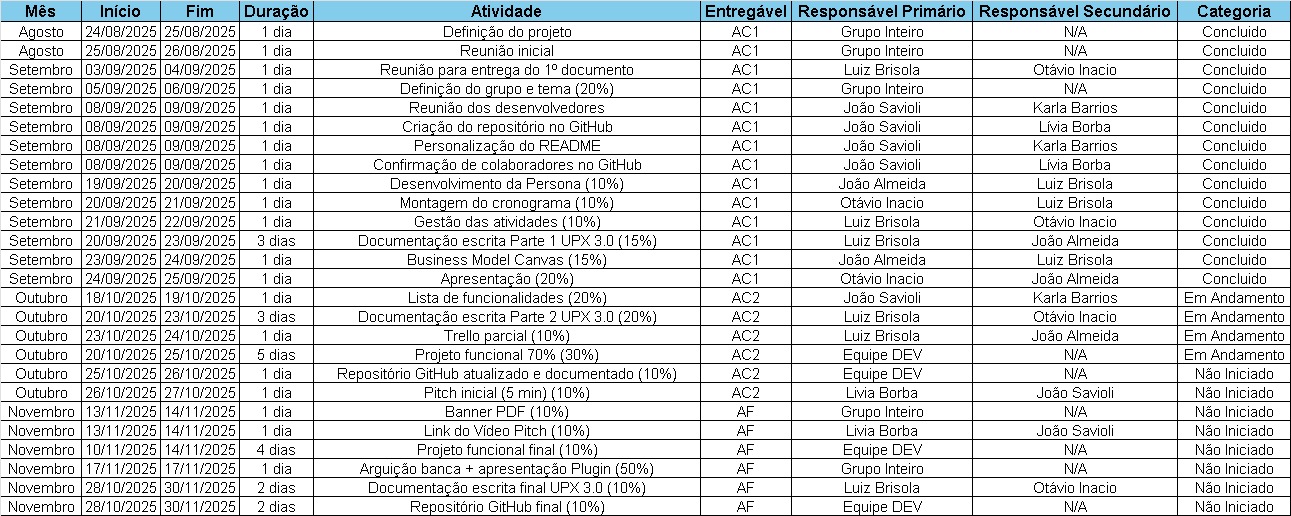 Mês Início Fim Duração Atividade Entregável Responsável Primário Responsável Secundário Categoria
Agosto 24/08/2025 25/08/2025 1 dia Definição do projeto AC1 Grupo Inteiro N/A Concluido
Agosto 25/08/2025 26/08/2025 1 dia Reunião inicial AC1 Grupo Inteiro N/A Concluido
Setembro 03/09/2025 04/09/2025 1 dia Reunião para entrega do 1º documento AC1 Luiz Brisola Otávio Inacio Concluido
Setembro 05/09/2025 06/09/2025 1 dia Definição do grupo e tema (20%) AC1 Grupo Inteiro N/A Concluido
Setembro 08/09/2025 09/09/2025 1 dia Reunião dos desenvolvedores AC1 João Savioli Karla Barrios Concluido
Setembro 08/09/2025 09/09/2025 1 dia Criação do repositório no GitHub AC1 João Savioli Lívia Borba Concluido
Setembro 08/09/2025 09/09/2025 1 dia Personalização do README AC1 João Savioli Karla Barrios Concluido
Setembro 08/09/2025 09/09/2025 1 dia Confirmação de colaboradores no GitHub AC1 João Savioli Lívia Borba Concluido
Setembro 19/09/2025 20/09/2025 1 dia Desenvolvimento da Persona (10%) AC1 João Almeida Luiz Brisola Concluido
Setembro 20/09/2025 21/09/2025 1 dia Montagem do cronograma (10%) AC1 Otávio Inacio Luiz Brisola Concluido
Setembro 21/09/2025 22/09/2025 1 dia Gestão das atividades (10%) AC1 Luiz Brisola Otávio Inacio Concluido
Setembro 20/09/2025 23/09/2025 3 dias Documentação escrita Parte 1 UPX 3.0 (15%) AC1 Luiz Brisola João Almeida Concluido
Setembro 23/09/2025 24/09/2025 1 dia Business Model Canvas (15%) AC1 João Almeida Luiz Brisola Concluido
Setembro 24/09/2025 25/09/2025 1 dia Apresentação (20%) AC1 Otávio Inacio João Almeida Concluido
Outubro 18/10/2025 19/10/2025 1 dia Lista de funcionalidades (20%) AC2 João Savioli Karla Barrios Em Andamento
Outubro 20/10/2025 23/10/2025 3 dias Documentação escrita Parte 2 UPX 3.0 (20%) AC2 Luiz Brisola Otávio Inacio Em Andamento
Outubro 23/10/2025 24/10/2025 1 dia Trello parcial (10%) AC2 Luiz Brisola João Almeida Em Andamento
Outubro 20/10/2025 25/10/2025 5 dias Projeto funcional 70% (30%) AC2 Equipe DEV N/A Em Andamento
Outubro 25/10/2025 26/10/2025 1 dia Repositório GitHub atualizado e documentado (10%) AC2 Equipe DEV N/A Não Iniciado
Outubro 26/10/2025 27/10/2025 1 dia Pitch inicial (5 min) (10%) AC2 Livia Borba João Savioli Não Iniciado
Novembro 13/11/2025 14/11/2025 1 dia Banner PDF (10%) AF Grupo Inteiro N/A Não Iniciado
Novembro 13/11/2025 14/11/2025 1 dia Link do Vídeo Pitch (10%) AF Livia Borba João Savioli Não Iniciado
Novembro 10/11/2025 14/11/2025 4 dias Projeto funcional final (10%) AF Equipe DEV N/A Não Iniciado
Novembro 17/11/2025 17/11/2025 1 dia Arguição banca + apresentação Plugin (50%) AF Grupo Inteiro N/A Não Iniciado
Novembro 28/10/2025 30/11/2025 2 dias Documentação escrita final UPX 3.0 (10%) AF Luiz Brisola Otávio Inacio Não Iniciado
Novembro 28/10/2025 30/11/2025 2 dias Repositório GitHub final (10%) AF Equipe DEV N/A Não Iniciado